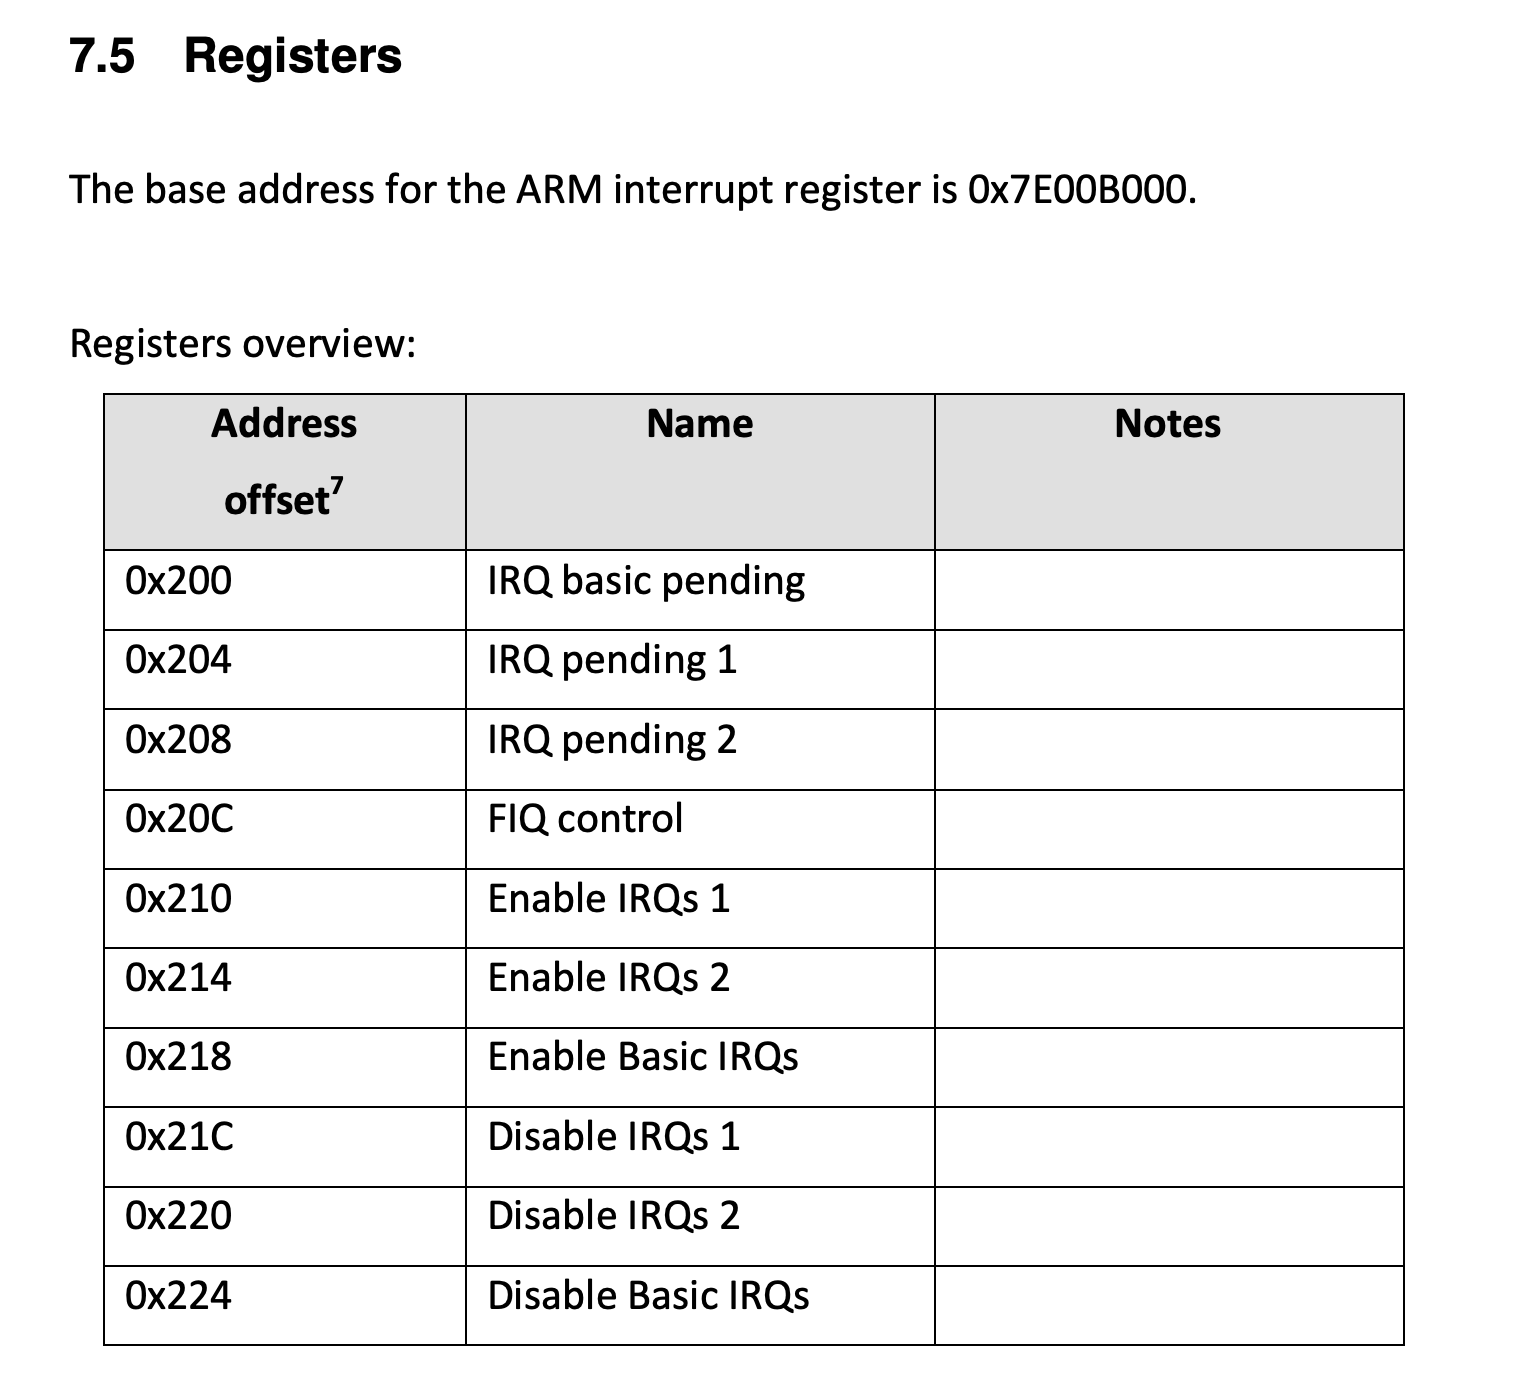 7.5 Registers
The base address for the ARM interrupt register is 0x7E00B000.
Registers overview:
Address offset⁷ Name Notes
0x200 IRQ basic pending
0x204 IRQ pending 1
0x208 IRQ pending 2
0x20C FIQ control
0x210 Enable IRQs 1
0x214 Enable IRQs 2
0x218 Enable Basic IRQs
0x21C Disable IRQs 1
0x220 Disable IRQs 2
0x224 Disable Basic IRQs